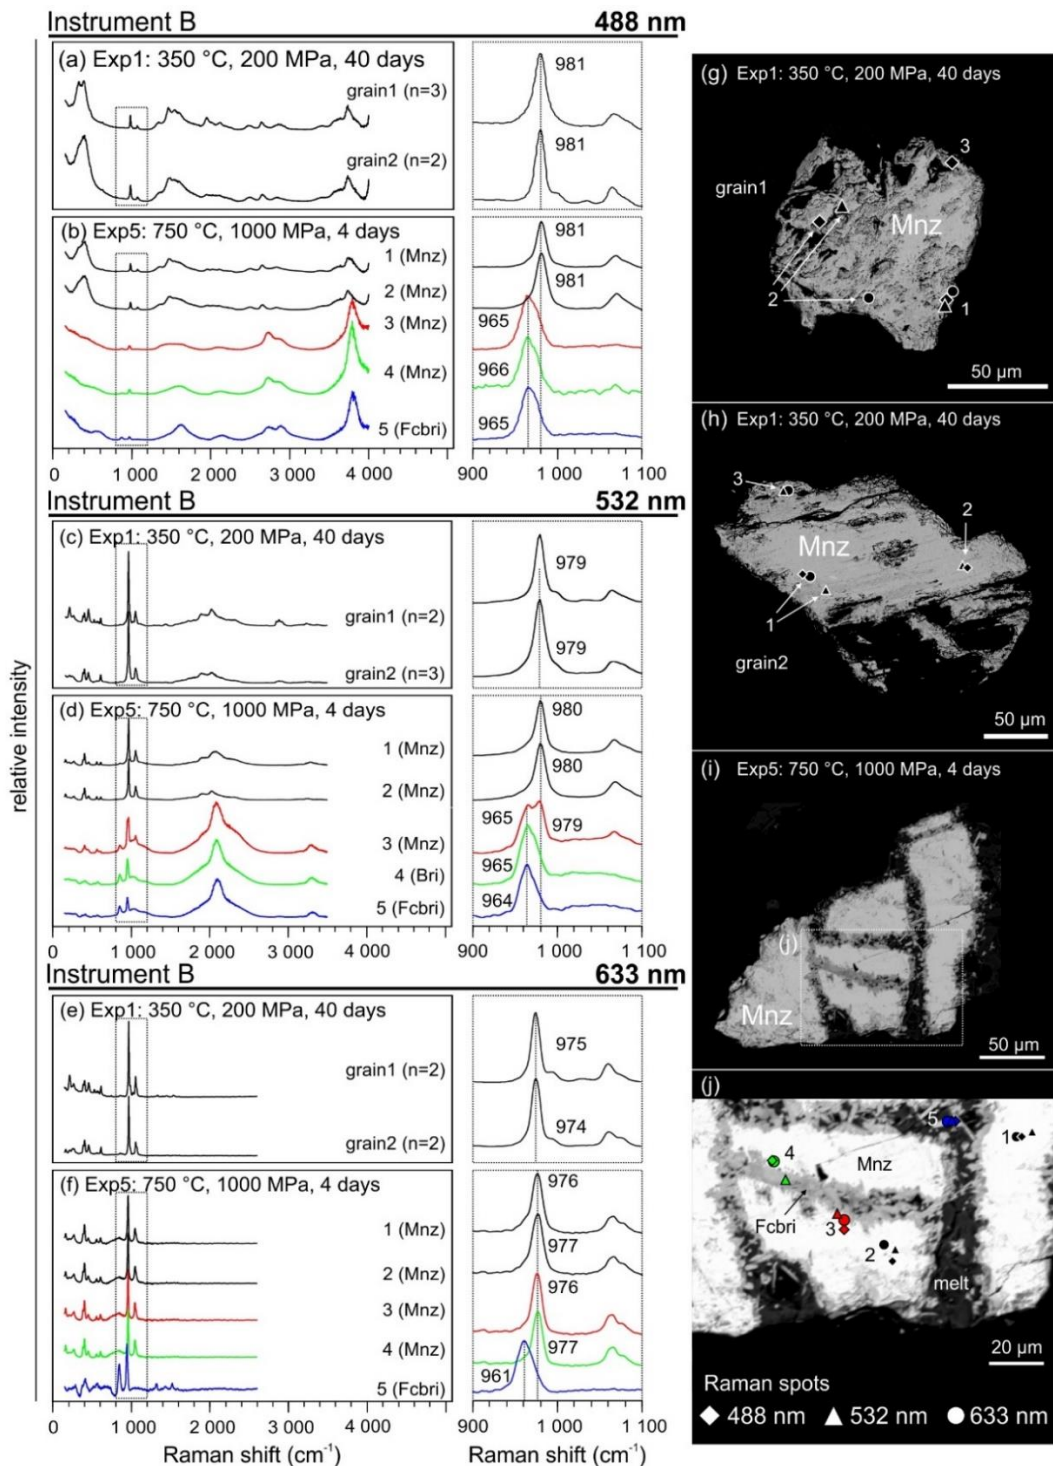 Instrument B 488 nm
(a) Exp1: 350 °C, 200 MPa, 40 days
grain1 (n=3)
grain2 (n=2)
981
981
(b) Exp5: 750 °C, 1000 MPa, 4 days
1 (Mnz)
2 (Mnz)
3 (Mnz)
4 (Mnz)
5 (Fcbri)
981
981
965
966
965
0 1 000 2 000 3 000 4 000
900 1 000 1 100
Instrument B 532 nm
(c) Exp1: 350 °C, 200 MPa, 40 days
grain1 (n=2)
grain2 (n=3)
979
979
(d) Exp5: 750 °C, 1000 MPa, 4 days
1 (Mnz)
2 (Mnz)
3 (Mnz)
4 (Bri)
5 (Fcbri)
980
980
965
979
965
964
0 1 000 2 000 3 000 4 000
900 1 000 1 100
Instrument B 633 nm
(e) Exp1: 350 °C, 200 MPa, 40 days
grain1 (n=2)
grain2 (n=2)
975
974
(f) Exp5: 750 °C, 1000 MPa, 4 days
1 (Mnz)
2 (Mnz)
3 (Mnz)
4 (Mnz)
5 (Fcbri)
976
977
976
977
961
0 1 000 2 000 3 000 4 000
900 1 000 1 100
Raman shift (cm-1)
Raman shift (cm-1)
relative intensity
(g) Exp1: 350 °C, 200 MPa, 40 days
3
grain1
Mnz
2
1
50 µm
(h) Exp1: 350 °C, 200 MPa, 40 days
3
2
Mnz
1
grain2
50 µm
(i) Exp5: 750 °C, 1000 MPa, 4 days
(j)
Mnz
50 µm
(j)
5
1
4
Mnz
Fcbri
3
2
melt
20 µm
Raman spots
488 nm 532 nm 633 nm